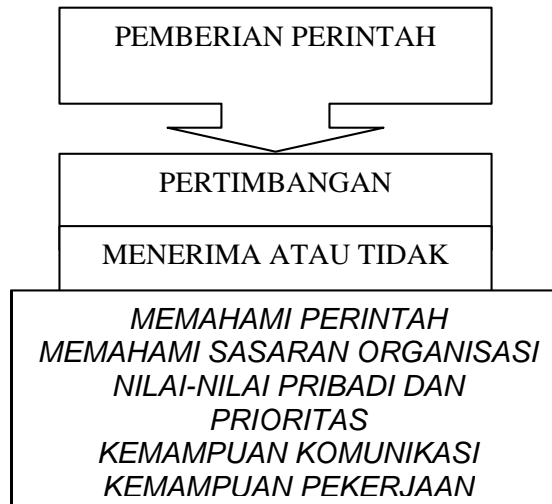 PEMBERIAN PERINTAH
PERTIMBANGAN
MENERIMA ATAU TIDAK
MEMAHAMI PERINTAH
MEMAHAMI SASARAN ORGANISASI
NILAI-NILAI PRIBADI DAN
PRIORITAS
KEMAMPUAN KOMUNIKASI
KEMAMPUAN PEKERJAAN